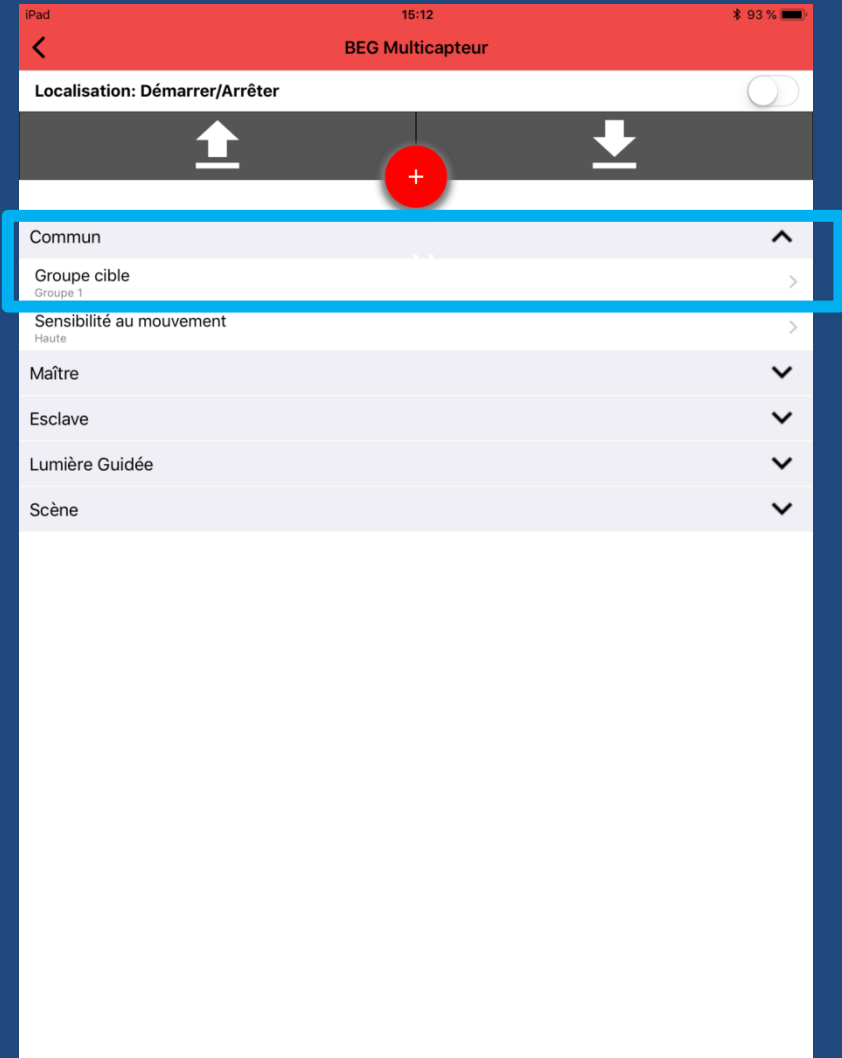 iPad 15:12 93 %
BEG Multicapteur
Localisation: Démarrer/Arrêter
+
Commun
Groupe cible
Groupe 1
Sensibilité au mouvement
Haute
Maître
Esclave
Lumière Guidée
Scène